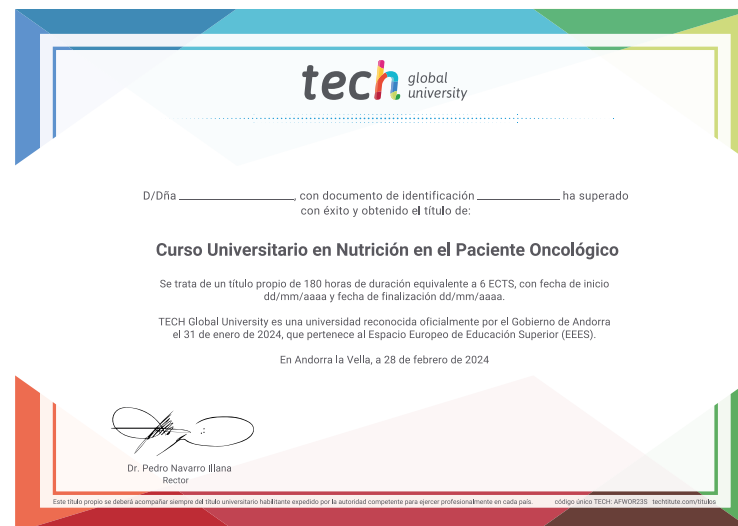 tech global university
D/Dña ____________________, con documento de identificación ______________ ha superado
con éxito y obtenido el título de:
Curso Universitario en Nutrición en el Paciente Oncológico
Se trata de un título propio de 180 horas de duración equivalente a 6 ECTS, con fecha de inicio
dd/mm/aaaa y fecha de finalización dd/mm/aaaa.
TECH Global University es una universidad reconocida oficialmente por el Gobierno de Andorra
el 31 de enero de 2024, que pertenece al Espacio Europeo de Educación Superior (EEES).
En Andorra la Vella, a 28 de febrero de 2024
Dr. Pedro Navarro Illana
Rector
Este título propio se deberá acompañar siempre del título universitario habilitante expedido por la autoridad competente para ejercer profesionalmente en cada país. código único TECH: AFWOR23S techtitute.com/títulos